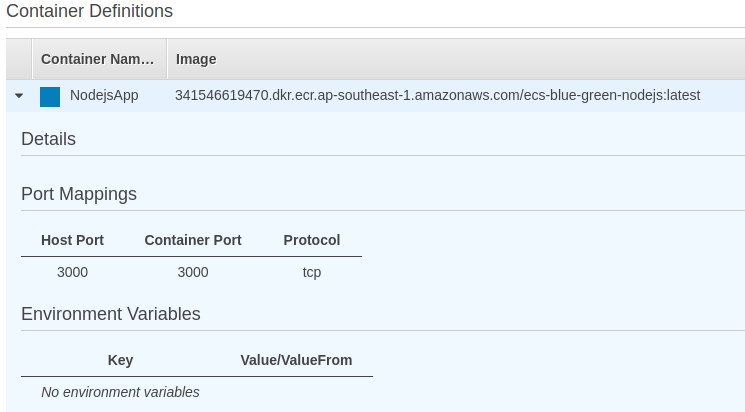 Container Definitions
Container Nam... Image
NodejsApp 341546619470.dkr.ecr.ap-southeast-1.amazonaws.com/ecs-blue-green-nodejs:latest
Details
Port Mappings
Host Port Container Port Protocol
3000 3000 tcp
Environment Variables
Key Value/ValueFrom
No environment variables